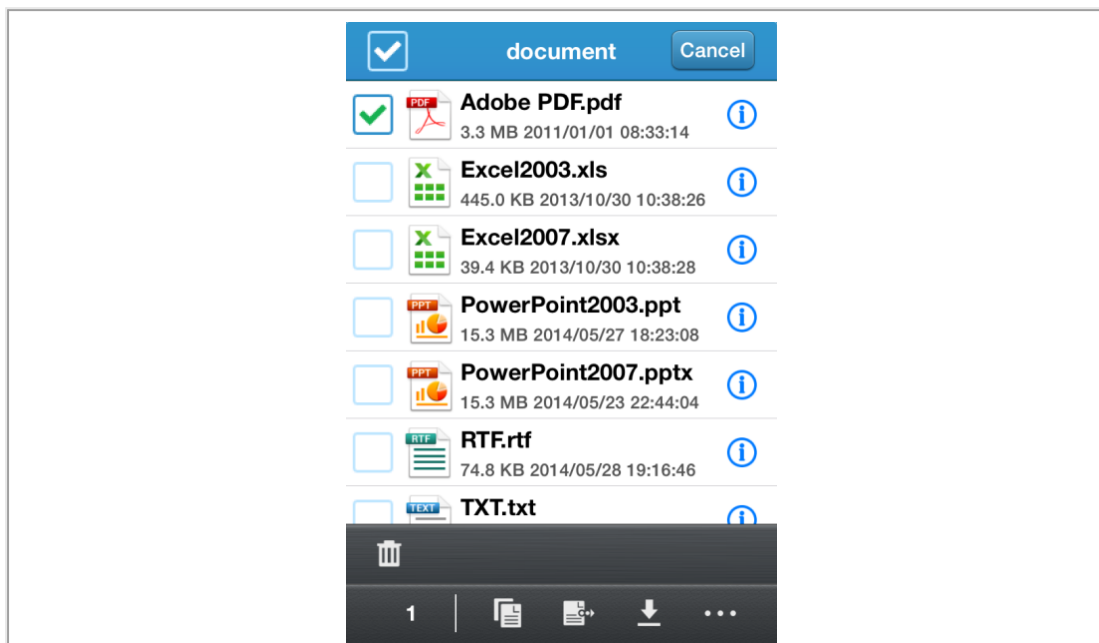 document
Cancel
PDF
Adobe PDF.pdf
3.3 MB 2011/01/01 08:33:14
X
Excel2003.xls
445.0 KB 2013/10/30 10:38:26
X
Excel2007.xlsx
39.4 KB 2013/10/30 10:38:28
PPT
PowerPoint2003.ppt
15.3 MB 2014/05/27 18:23:08
PPT
PowerPoint2007.pptx
15.3 MB 2014/05/23 22:44:04
RTF
RTF.rtf
74.8 KB 2014/05/28 19:16:46
TEXT
TXT.txt
1